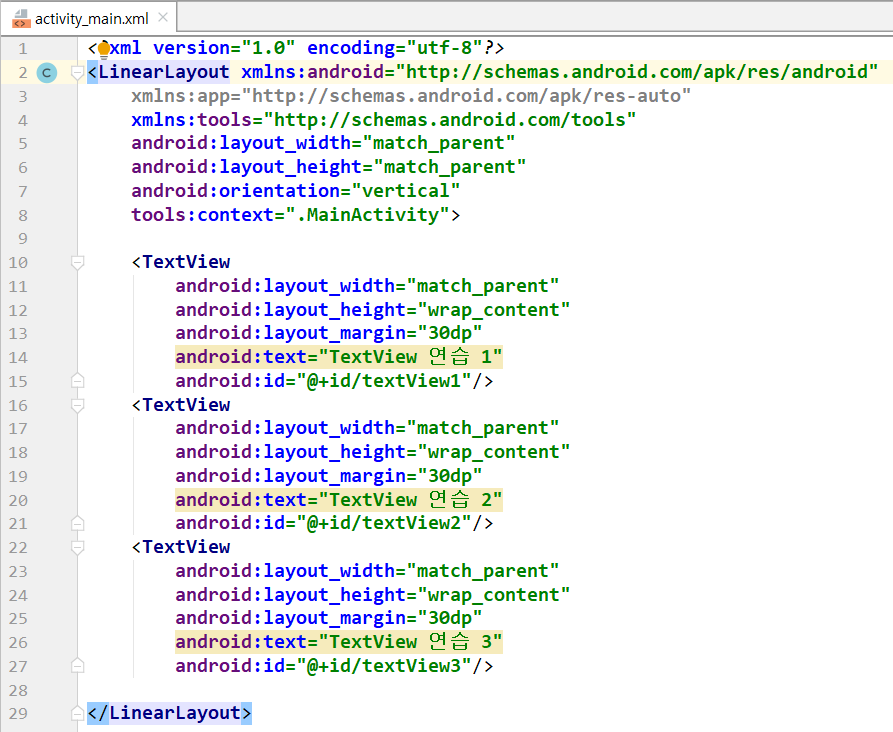 activity_main.xml
1 <?xml version="1.0" encoding="utf-8"?>
2 C <LinearLayout xmlns:android="http://schemas.android.com/apk/res/android"
3 xmlns:app="http://schemas.android.com/apk/res-auto"
4 xmlns:tools="http://schemas.android.com/tools"
5 android:layout_width="match_parent"
6 android:layout_height="match_parent"
7 android:orientation="vertical"
8 tools:context=".MainActivity">
9
10 <TextView
11 android:layout_width="match_parent"
12 android:layout_height="wrap_content"
13 android:layout_margin="30dp"
14 android:text="TextView 연습 1"
15 android:id="@+id/textView1"/>
16 <TextView
17 android:layout_width="match_parent"
18 android:layout_height="wrap_content"
19 android:layout_margin="30dp"
20 android:text="TextView 연습 2"
21 android:id="@+id/textView2"/>
22 <TextView
23 android:layout_width="match_parent"
24 android:layout_height="wrap_content"
25 android:layout_margin="30dp"
26 android:text="TextView 연습 3"
27 android:id="@+id/textView3"/>
28
29 </LinearLayout>